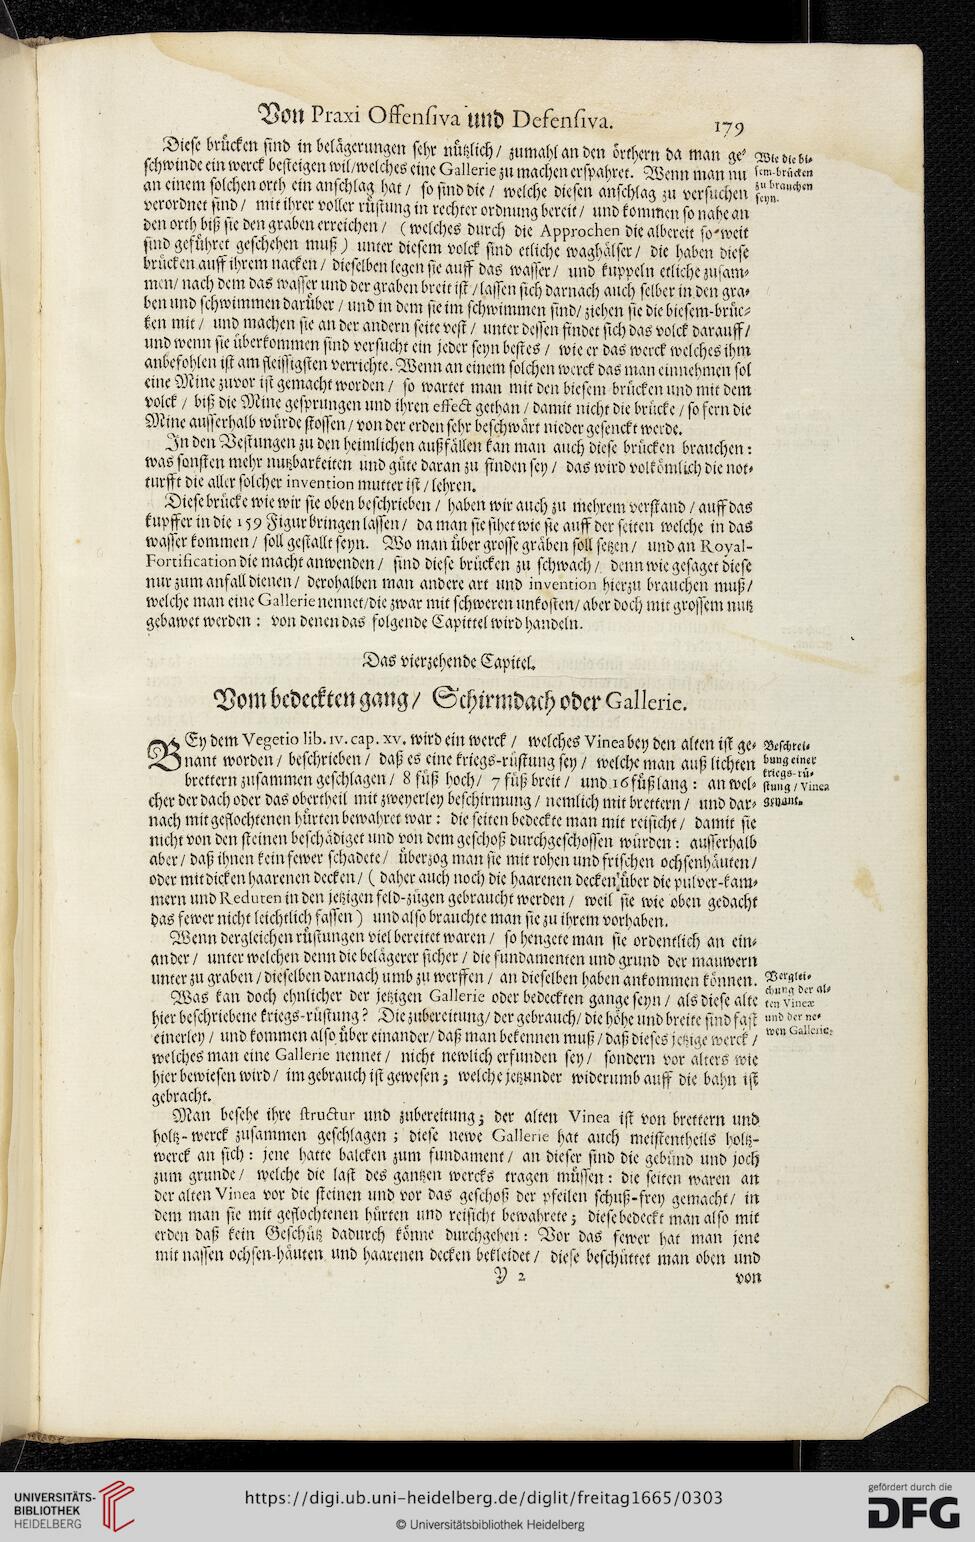 Von Praxi Offensiva und Defensiva. 179
Diese brücken sind in belägerungen sehr nützlich/ zumahl an den örthern da man ge-
schwinde ein werck besteigen wil/welches eine Gallerie zu machen erspahret. Wenn man nu
an einem solchen orth ein anschlag hat/ so sind die/ welche diesen anschlag zu versuchen
verordnet sind/ mit ihrer voller rüstung in rechter ordnung bereit/ und kommen so nahe an
den orth biß sie den graben erreichen/ (welches durch die Approchen die albereit so weit
sind geführet geschehen muß) unter diesem volck sind etliche waghälser/ die haben diese
brücken auff ihrem nacken/ dieselben legen sie auff das wasser/ und kuppeln etliche zusam-
men/ nach dem das wasser und der graben breit ist/ lassen sich darnach auch selber in den gra-
ben und schwimmen darüber/ und in dem sie im schwimmen sind/ ziehen sie die biesem-brüc-
ken mit/ und machen sie an der andern seite vest/ unter dessen findet sich das volck darauff/
und wenn sie überkommen sind versucht ein jeder seyn bestes/ wie er das werck welches ihm
anbefohlen ist am fleissigsten verrichte. Wenn an einem solchen werck das man einnehmen sol
eine Mine zuvor ist gemacht worden/ so wartet man mit den biesem brücken und mit dem
volck/ biß die Mine gesprungen und ihren effect gethan/ damit nicht die brücke/ so fern die
Mine ausserhalb würde stossen/ von der erden sehr beschwärt nieder gesenckt werde.
In den Vestungen zu den heimlichen außfällen kan man auch diese brücken brauchen:
was sonsten mehr nutzbarkeiten und güte daran zu finden sey/ das wird volkömlich die not-
turfft die aller solcher invention mutter ist/ lehren.
Diese brücke wie wir sie oben beschrieben/ haben wir auch zu mehrem verstand/ auff das
kupffer in die 159 Figur bringen lassen/ da man sie sihet wie sie auff der seiten welche in das
wasser kommen/ soll gestallt seyn. Wo man über grosse gräben soll setzen/ und an Royal-
Fortification die macht anwenden/ sind diese brücken zu schwach/ denn wie gesaget diese
nur zum anfall dienen/ derohalben man andere art und invention hierzu brauchen muß/
welche man eine Gallerie nennet/die zwar mit schweren unkosten/ aber doch mit grossem nutz
gebawet werden: von denen das folgende Capittel wird handeln.
Wie die bi-
sem-brücken
zu brauchen
seyn.
Das vierzehende Capitel.
Vom bedeckten gang/ Schirmdach oder Gallerie.
BEy dem Vegetio lib. IV. cap. XV. wird ein werck/ welches Vinea bey den alten ist ge-
nant worden/ beschrieben/ daß es eine kriegs-rüstung sey/ welche man auß lichten
brettern zusammen geschlagen/ 8 füß hoch/ 7 füß breit/ und 16 füß lang: an wel-
cher der dach oder das obertheil mit zweyerley beschirmung/ nemlich mit brettern/ und dar-
nach mit geflochtenen hürten bewahret war: die seiten bedeckte man mit reisicht/ damit sie
nicht von den steinen beschädiget und von dem geschoß durchgeschossen würden: ausserhalb
aber/ daß ihnen kein fewer schadete/ überzog man sie mit rohen und frischen ochsenhäuten/
oder mit dicken haarenen decken/ (daher auch noch die haarenen decken über die pulver-kam-
mern und Reduten in den jetzigen feld-zügen gebraucht werden/ weil sie wie oben gedacht
das fewer nicht leichtlich fassen) und also brauchte man sie zu ihrem vorhaben.
Wenn dergleichen rüstungen viel bereitet waren/ so hengete man sie ordentlich an ein-
ander/ unter welchen denn die belägerer sicher/ die fundamenten und grund der mauwern
unter zu graben/ dieselben darnach umb zu werffen/ an dieselben haben ankommen können.
Was kan doch ehnlicher der jetzigen Gallerie oder bedeckten gange seyn/ als diese alte
hier beschriebene kriegs-rüstung? Die zubereitung/ der gebrauch/ die höhe und breite sind fast
einerley/ und kommen also über einander/ daß man bekennen muß/ daß dieses jetzige werck/
welches man eine Gallerie nennet/ nicht newlich erfunden sey/ sondern vor alters wie
hier bewiesen wird/ im gebrauch ist gewesen; welche jetzunder widerumb auff die bahn ist
gebracht.
Man besehe ihre structur und zubereitung; der alten Vinea ist von brettern und
holtz-werck zusammen geschlagen; diese newe Gallerie hat auch meistentheils holtz-
werck an sich: jene hatte balcken zum fundament/ an dieser sind die gebünd und joch
zum grunde/ welche die last des gantzen wercks tragen müssen: die seiten waren an
der alten Vinea vor die steinen und vor das geschoß der pfeilen schuß-frey gemacht/ in
dem man sie mit geflochtenen hürten und reisicht bewahrete; diese bedeckt man also mit
erden daß kein Geschütz dadurch könne durchgehen: Vor das fewer hat man jene
mit nassen ochsen-häuten und haarenen decken bekleidet/ diese beschüttet man oben und
Y 2 von
Beschrei-
bung einer
kriegs-rü-
stung/ Vinea
genant.
Verglei-
chung der al-
ten Vineæ
und der ne-
wen Gallerie.
UNIVERSITÄTS-
BIBLIOTHEK
HEIDELBERG
https://digi.ub.uni-heidelberg.de/diglit/freitag1665/0303
© Universitätsbibliothek Heidelberg
gefördert durch die
DFG